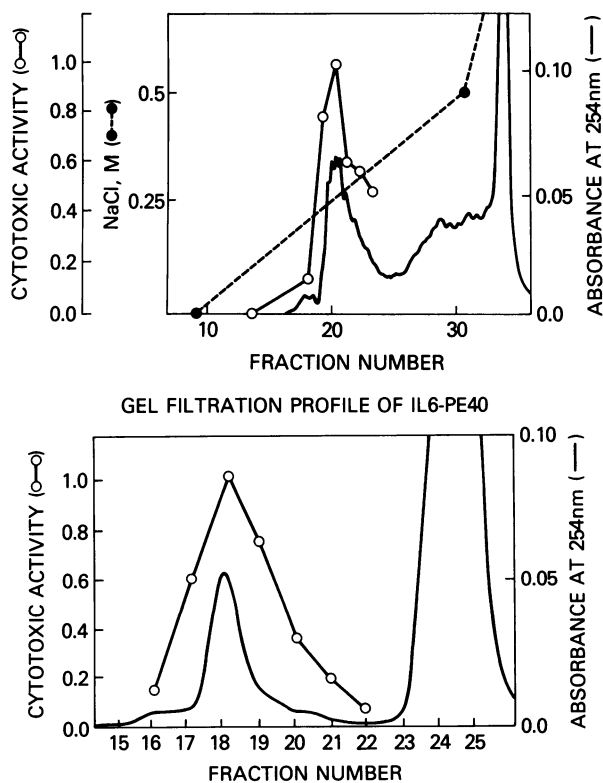 CYTOTOXIC ACTIVITY (○—○)
1.0
0.8
0.6
0.4
0.2
0.0
NaCl, M (●---●)
0.5
0.25
ABSORBANCE AT 254nm (—)
0.10
0.05
0.0
10 20 30
FRACTION NUMBER
GEL FILTRATION PROFILE OF IL6-PE40
CYTOTOXIC ACTIVITY (○—○)
1.0
0.8
0.6
0.4
0.2
0.0
ABSORBANCE AT 254nm (—)
0.10
0.05
0.0
15 16 17 18 19 20 21 22 23 24 25
FRACTION NUMBER